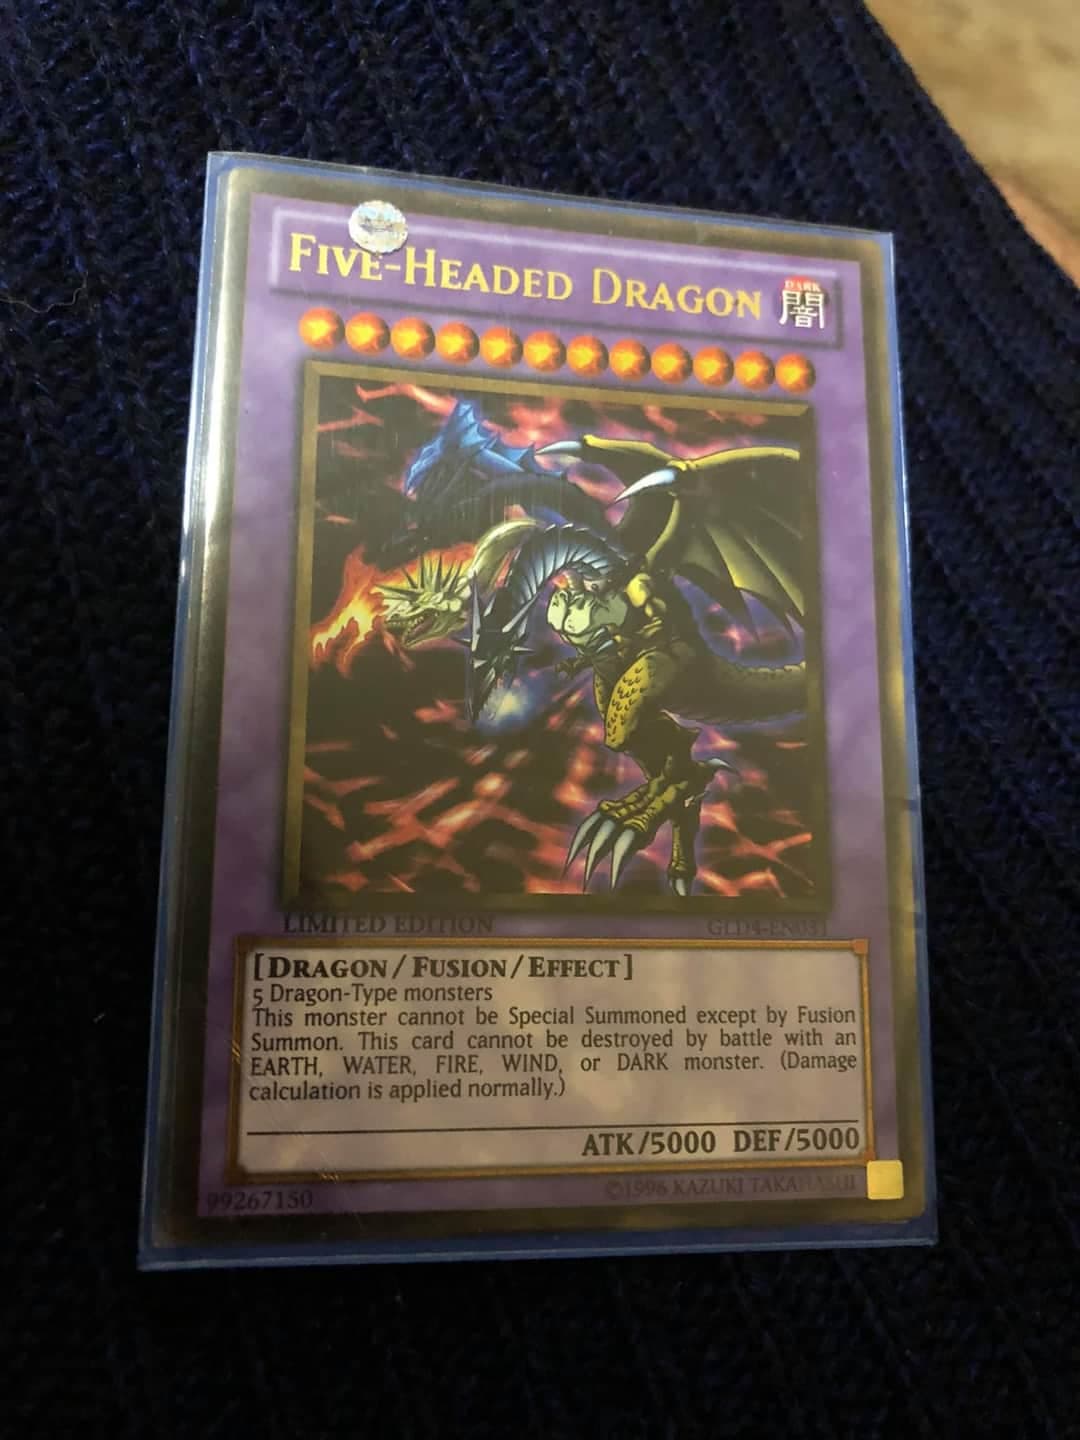 FIVE-HEADED DRAGON
DARK
闇
LIMITED EDITION
GLD4-EN031
[DRAGON/FUSION/EFFECT]
5 Dragon-Type monsters
This monster cannot be Special Summoned except by Fusion
Summon. This card cannot be destroyed by battle with an
EARTH, WATER, FIRE, WIND, or DARK monster. (Damage
calculation is applied normally.)
ATK/5000 DEF/5000
99267150
©1996 KAZUKI TAKAHASHI